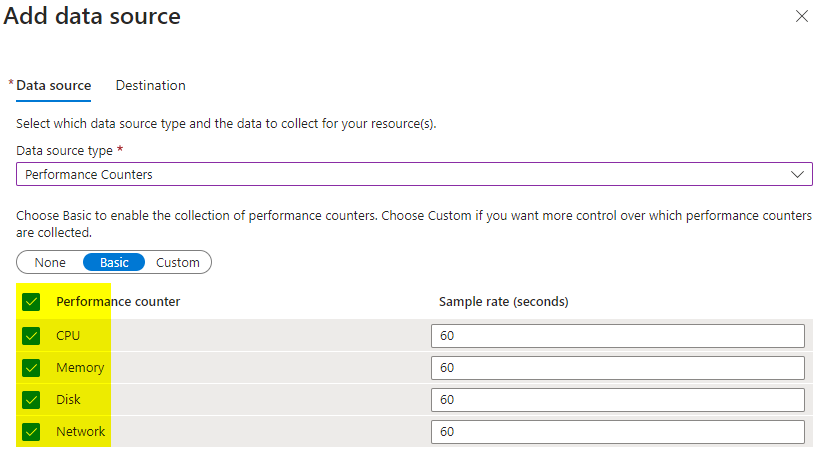 Add data source
* Data source Destination
Select which data source type and the data to collect for your resource(s).
Data source type *
Performance Counters
Choose Basic to enable the collection of performance counters. Choose Custom if you want more control over which performance counters
are collected.
None Basic Custom
Performance counter Sample rate (seconds)
CPU 60
Memory 60
Disk 60
Network 60